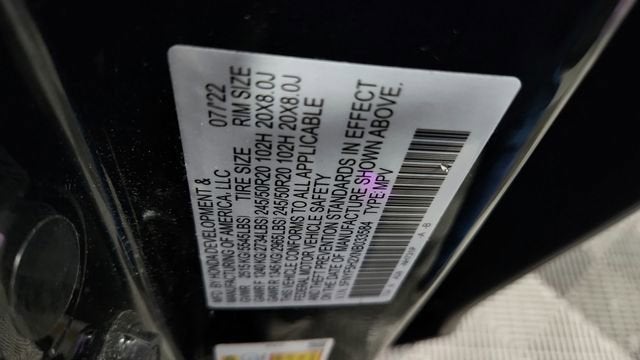 MFD. BY HONDA DEVELOPMENT & 07/'22
MANUFACTURING OF AMERICA, LLC
TIRE SIZE RIM SIZE
GAWR F 1240KG(2734LBS) 245/50R20 102H 20X8.0J
245/50R20 102H 20X8.0J
THIS VEHICLE CONFORMS TO ALL APPLICABLE
FEDERAL MOTOR VEHICLE SAFETY
AND THEFT PREVENTION STANDARDS IN EFFECT
ON THE DATE OF MANUFACTURE SHOWN ABOVE.
V.I.N. TYPE: MPV